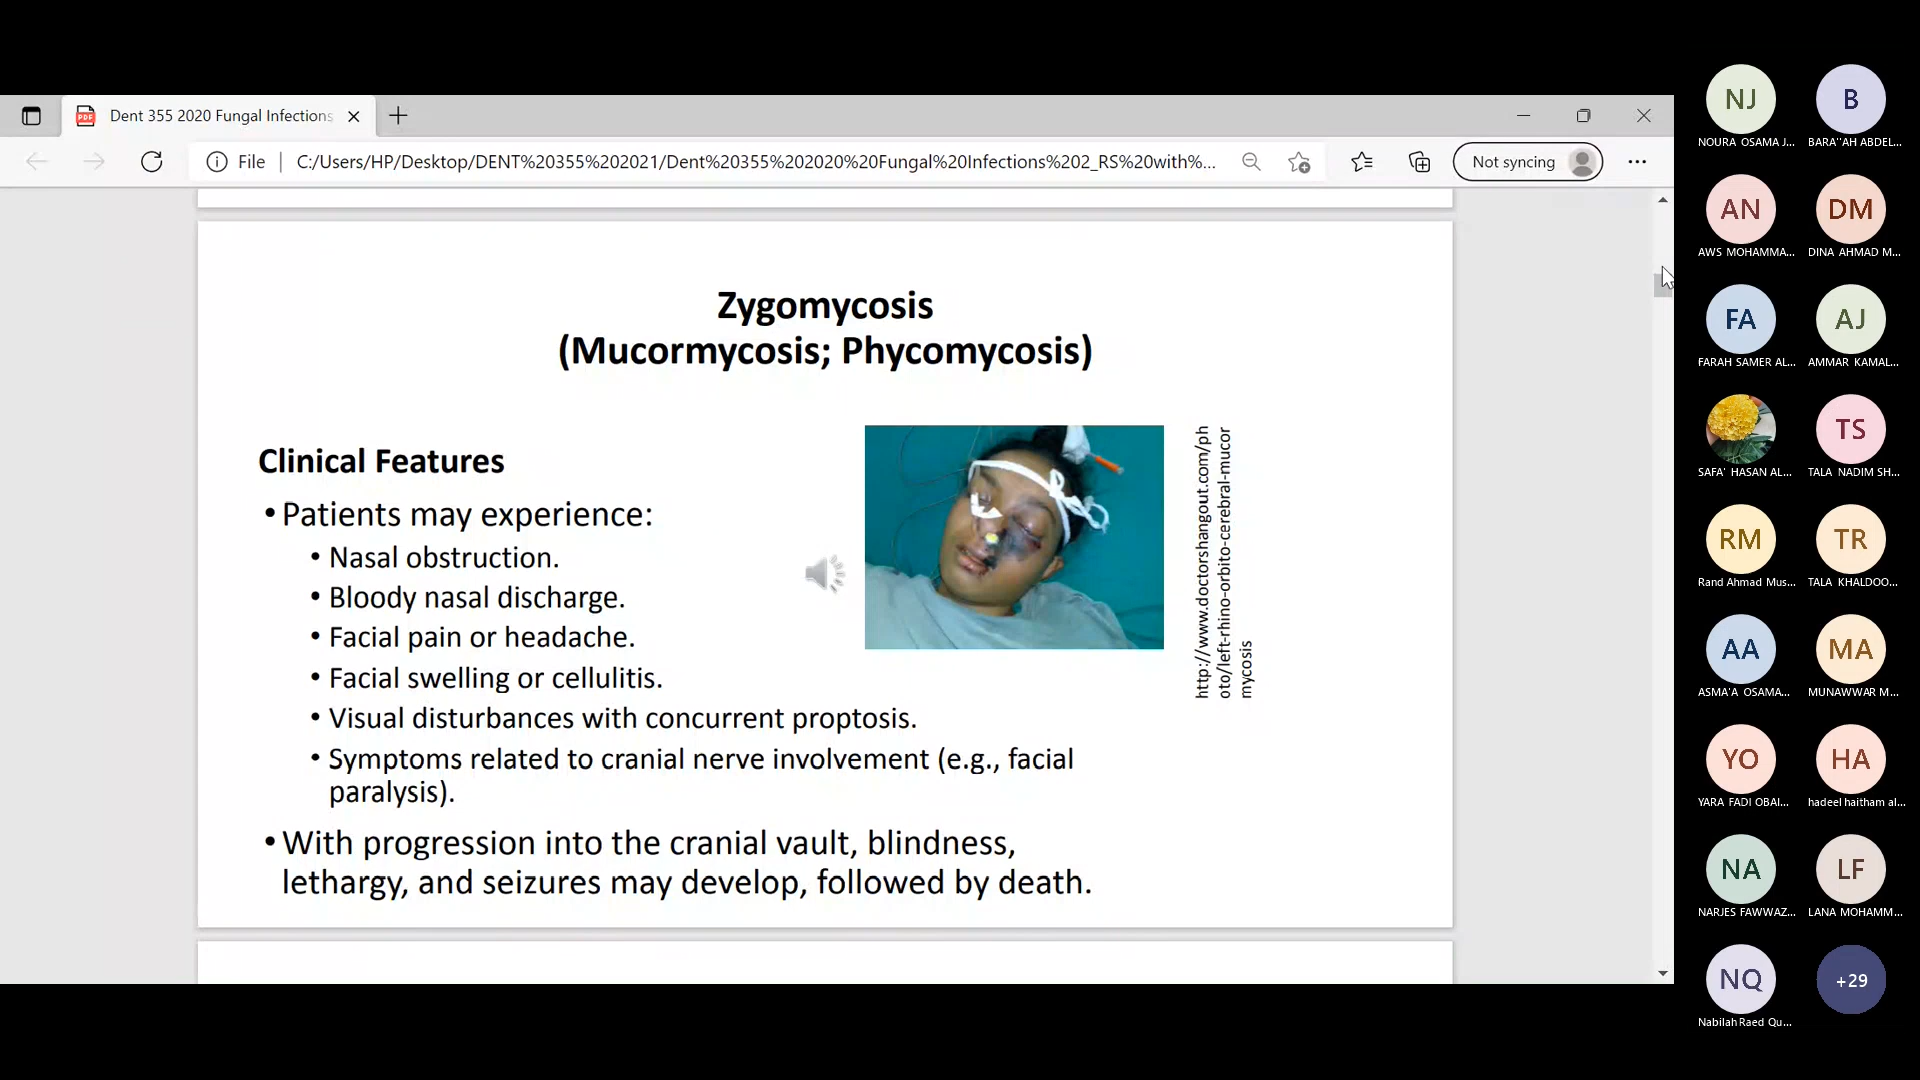 Dent 355 2020 Fungal Infections
File
C:/Users/HP/Desktop/DENT%20355%202021/Dent%20355%202020%20Fungal%20Infections%202_RS%20with%...
Not syncing
Zygomycosis
(Mucormycosis; Phycomycosis)
Clinical Features
• Patients may experience:
• Nasal obstruction.
• Bloody nasal discharge.
• Facial pain or headache.
• Facial swelling or cellulitis.
• Visual disturbances with concurrent proptosis.
• Symptoms related to cranial nerve involvement (e.g., facial
paralysis).
• With progression into the cranial vault, blindness,
lethargy, and seizures may develop, followed by death.
http://www.doctorshangout.com/ph
oto/left-rhino-orbito-cerebral-mucor
mycosis
NJ
NOURA OSAMA J...
B
BARA''AH ABDEL...
AN
AWS MOHAMMA...
DM
DINA AHMAD M...
FA
FARAH SAMER AL...
AJ
AMMAR KAMAL...
SAFA' HASAN AL...
TS
TALA NADIM SH...
RM
Rand Ahmad Mus...
TR
TALA KHALDOO...
AA
ASMA'A OSAMA...
MA
MUNAWWAR M...
YO
YARA FADI OBAI...
HA
hadeel haitham al...
NA
NARJES FAWWAZ...
LF
LANA MOHAMM...
NQ
Nabilah Raed Qu...
+29